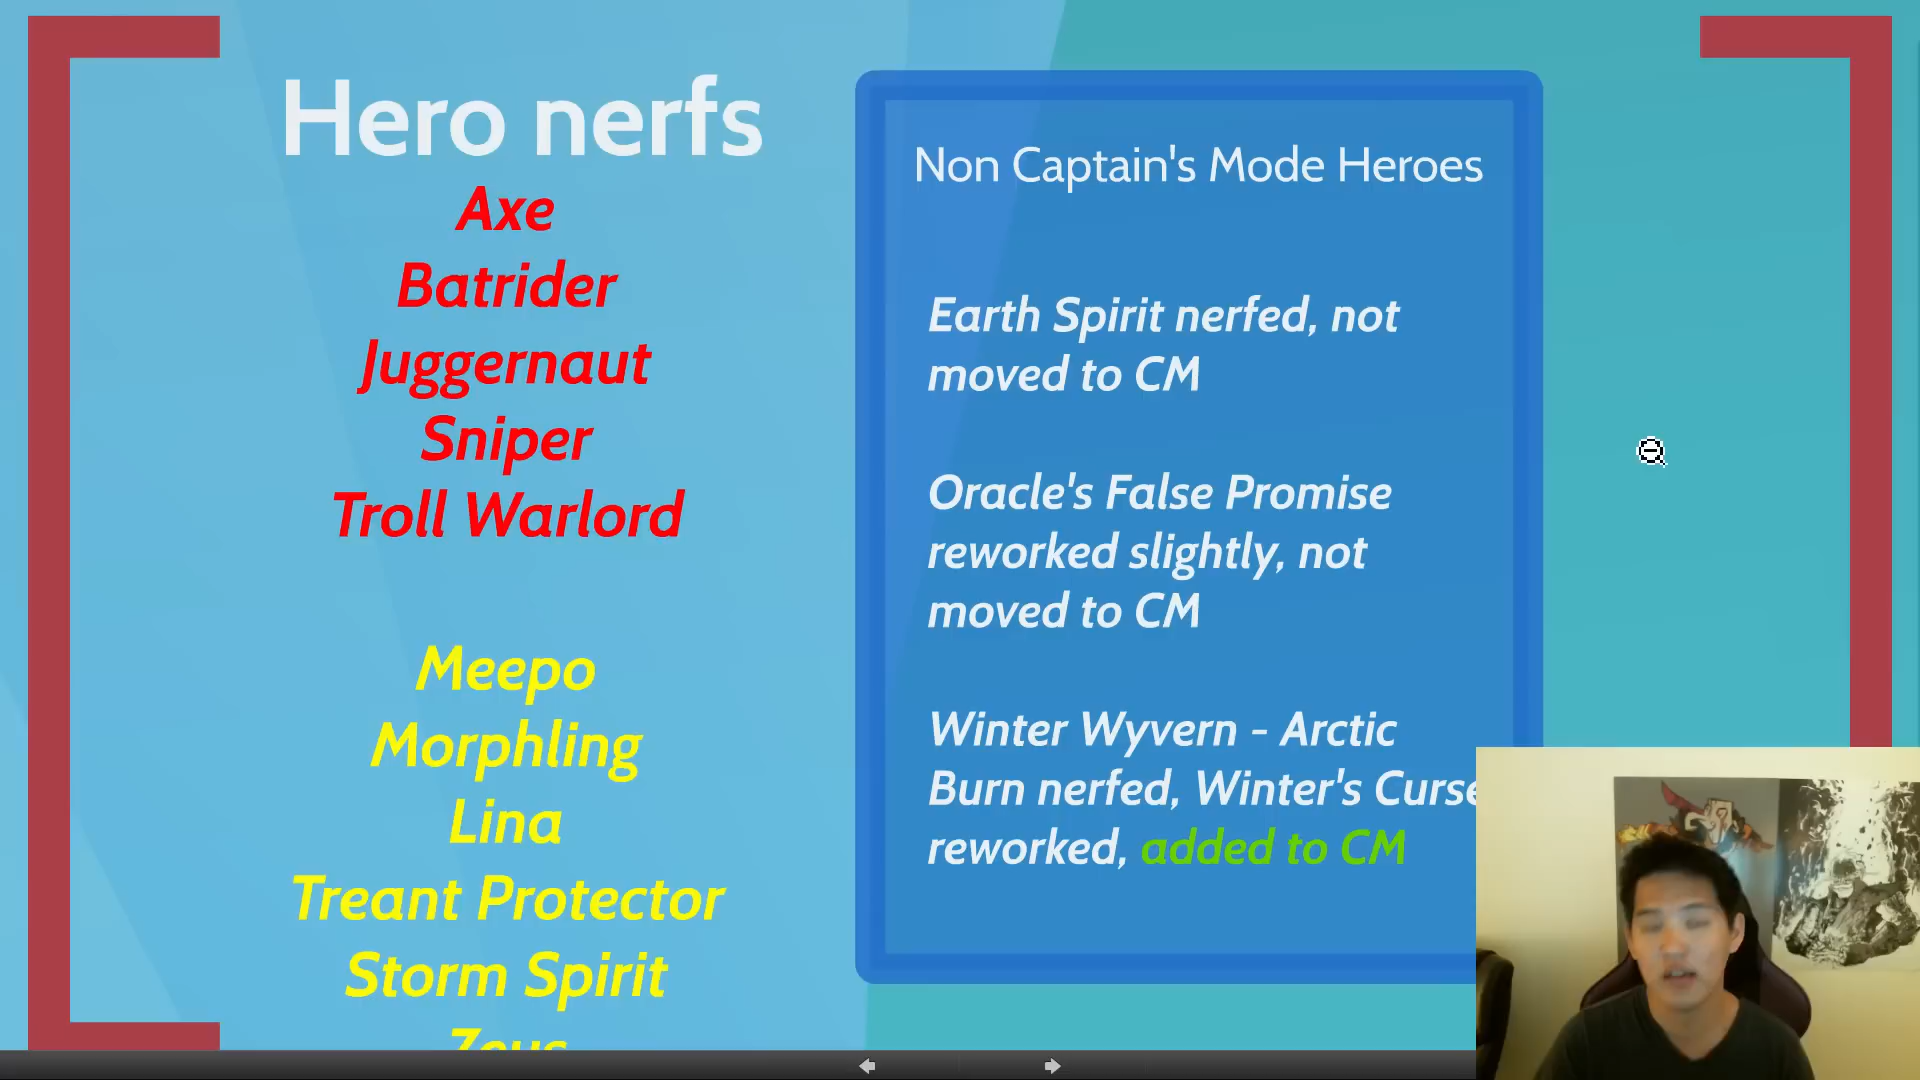 Hero nerfs
Axe
Batrider
Juggernaut
Sniper
Troll Warlord
Meepo
Morphling
Lina
Treant Protector
Storm Spirit
Zeus
Non Captain's Mode Heroes
Earth Spirit nerfed, not
moved to CM
Oracle's False Promise
reworked slightly, not
moved to CM
Winter Wyvern - Arctic
Burn nerfed, Winter's Curse
reworked, added to CM